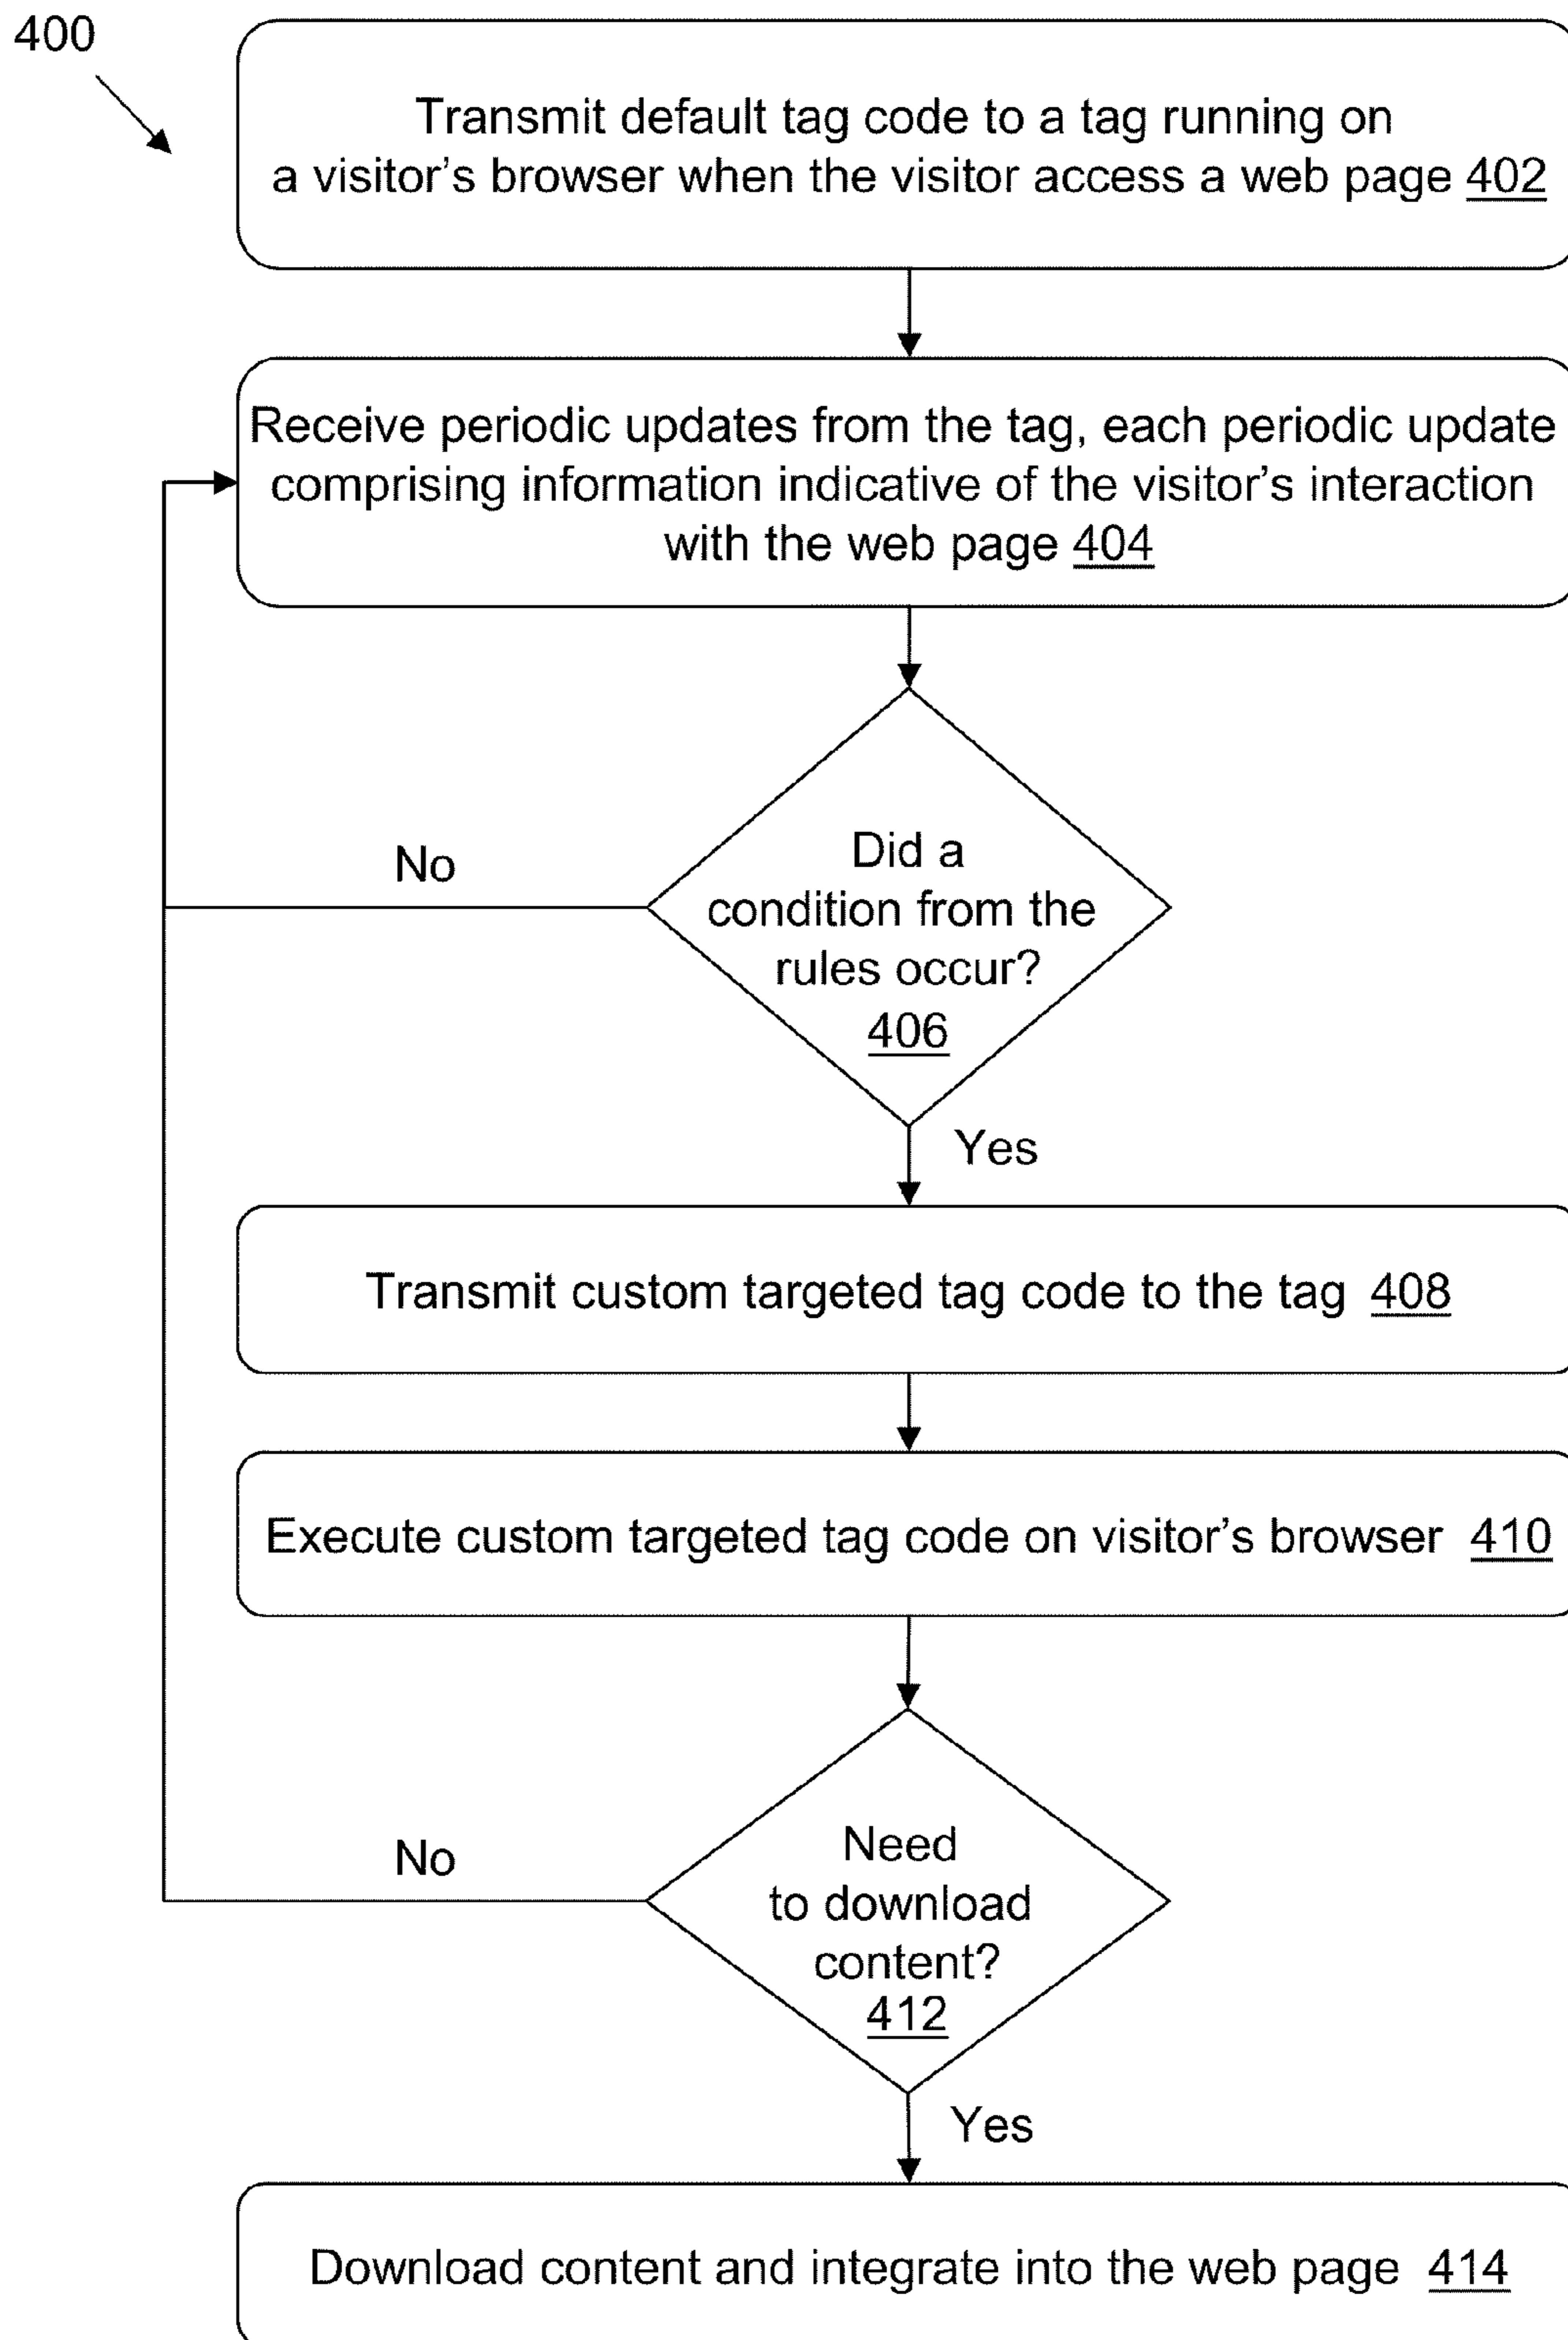 400
Transmit default tag code to a tag running on
a visitor's browser when the visitor access a web page 402
Receive periodic updates from the tag, each periodic update
comprising information indicative of the visitor's interaction
with the web page 404
No
Did a
condition from the
rules occur?
406
Yes
Transmit custom targeted tag code to the tag 408
Execute custom targeted tag code on visitor's browser 410
No
Need
to download
content?
412
Yes
Download content and integrate into the web page 414